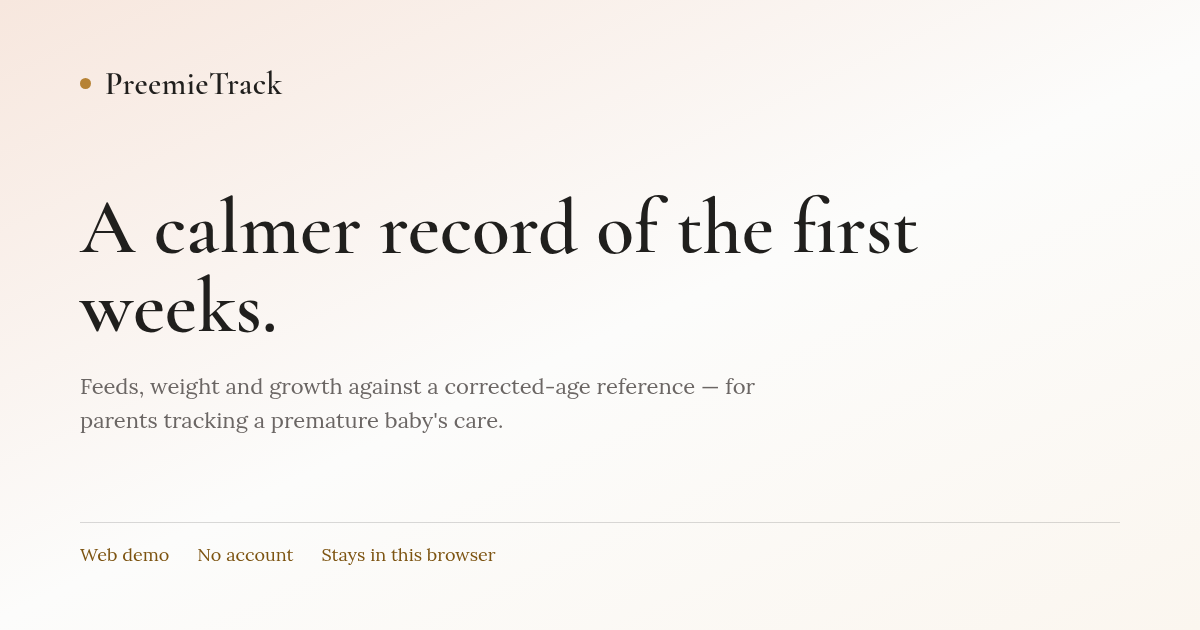 PreemieTrack
A calmer record of the first
weeks.
Feeds, weight and growth against a corrected-age reference — for
parents tracking a premature baby's care.
Web demo No account Stays in this browser